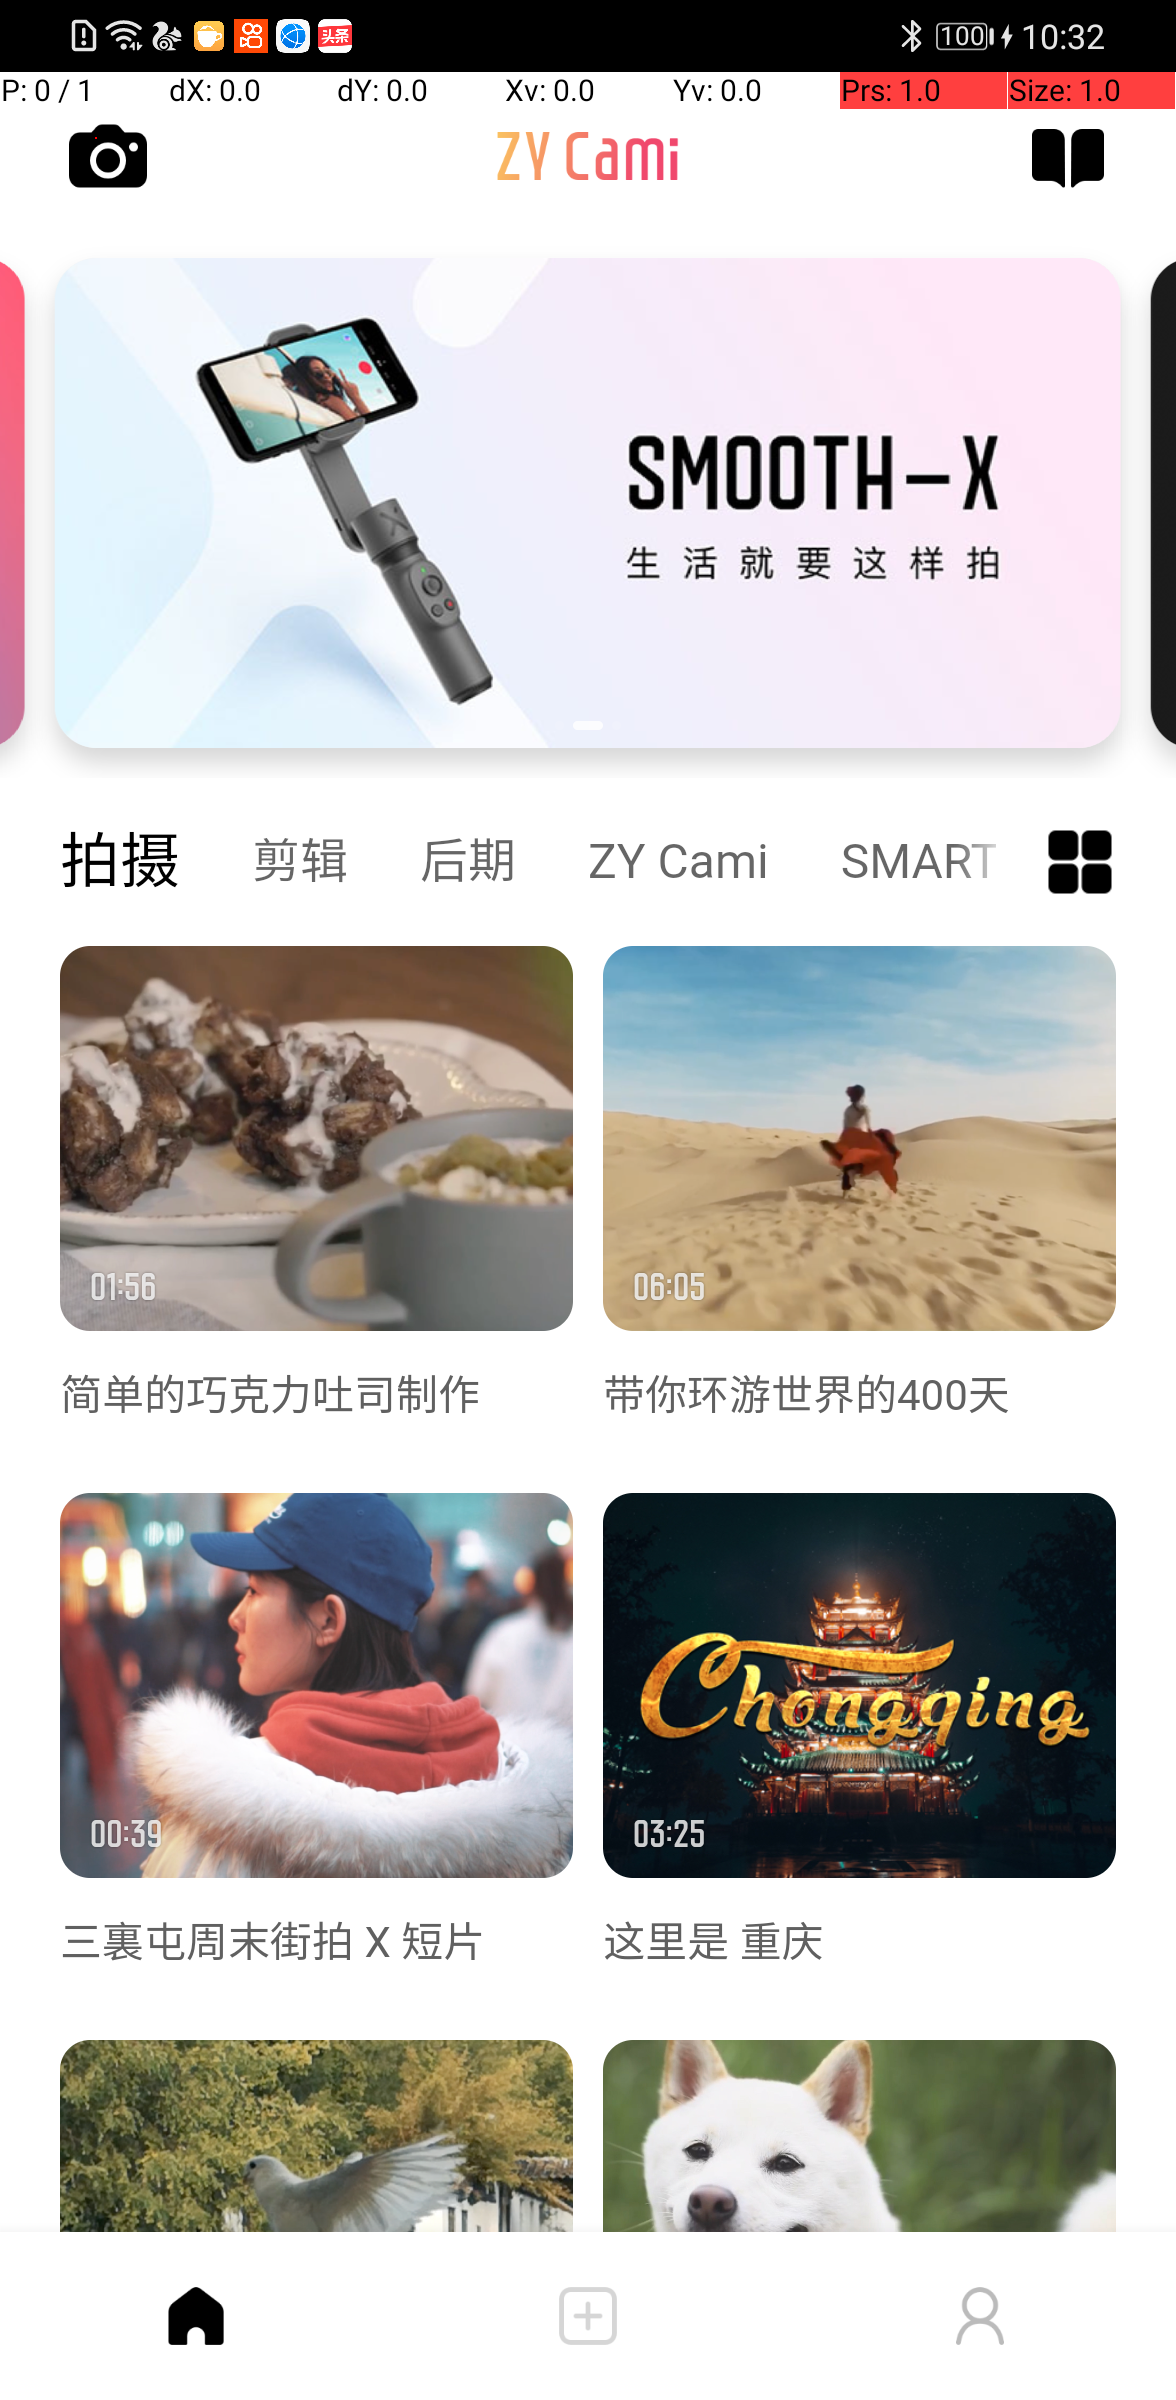 头条
100
10:32
P: 0 / 1
dX: 0.0
dY: 0.0
Xv: 0.0
Yv: 0.0
Prs: 1.0
Size: 1.0
ZY Cami
SMOOTH-X
生活就要这样拍
拍摄
剪辑
后期
ZY Cami
SMART
01:56
06:05
简单的巧克力吐司制作
带你环游世界的400天
00:39
Chongqing
03:25
三裏屯周末街拍 X 短片
这里是 重庆